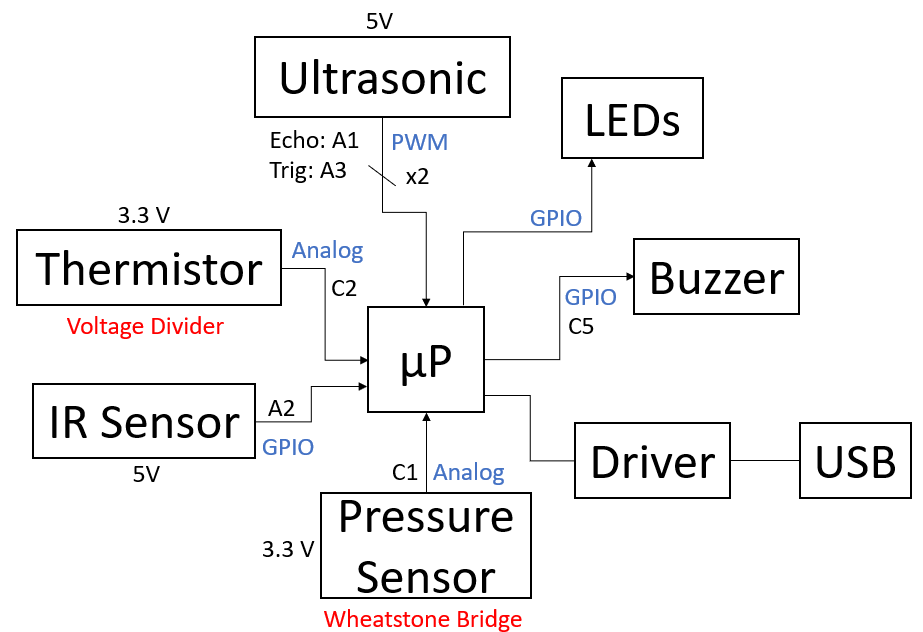 5V
Ultrasonic
Echo: A1
Trig: A3
PWM
x2
LEDs
GPIO
3.3 V
Thermistor
Analog
C2
Voltage Divider
Buzzer
GPIO
C5
µP
IR Sensor
A2
GPIO
5V
Driver
USB
C1
Analog
Pressure
Sensor
3.3 V
Wheatstone Bridge